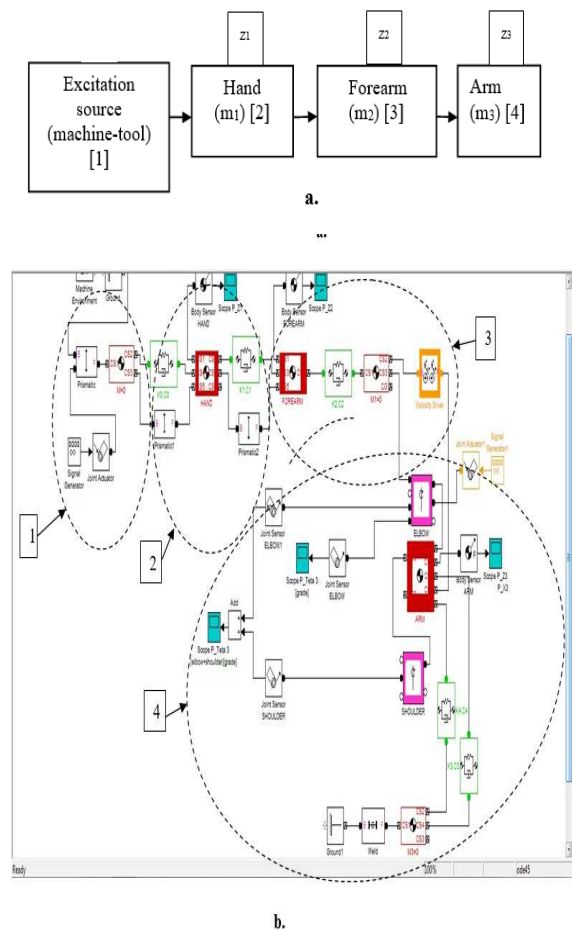 z1
z2
z3
Excitation
source
(machine-tool)
[1]
Hand
(m1) [2]
Forearm
(m2) [3]
Arm
(m3) [4]
a.
Machine
Environment
Ground
Body Sensor
HAND
Scope P_Z1
Body Sensor
FOREARM
Scope P_Z2
3
Prismatic
M=0
K0,C0
HAND
K1,C1
FOREARM
K2,C2
M1=0
Velocity Driver
Prismatic1
Prismatic2
Signal
Generator
Joint Actuator
Joint Actuator1
Signal
Generator1
1
2
Joint Sensor
ELBOW1
ELBOW
Scope P_Teta 3
[grade]
Joint Sensor
ELBOW
ARM
Body Sensor
ARM
Scope P_Z3
P_X3
Add
Scope P_Teta 3
elbow+shoulder[grade]
Joint Sensor
SHOULDER
SHOULDER
4
K4,C4
K3,C3
Ground1
Weld
M3=0
CS2
CS4
CS3
Ready
100%
ode45
b.